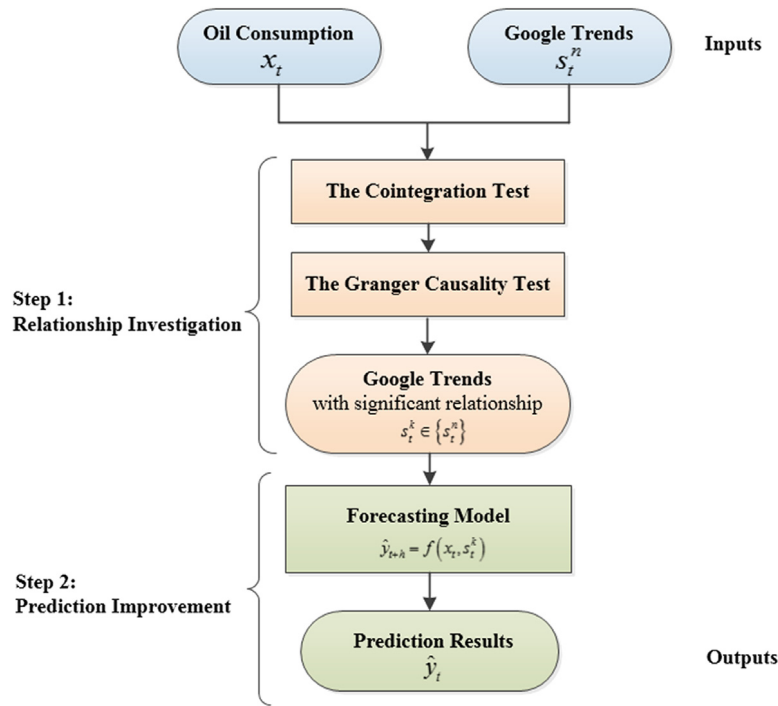 Oil Consumption
x_t
Google Trends
s_t^n
Inputs
The Cointegration Test
The Granger Causality Test
Step 1:
Relationship Investigation
Google Trends
with significant relationship
s_t^k ∈ {s_t^n}
Forecasting Model
ŷ_{t+h} = f(x_t, s_t^k)
Step 2:
Prediction Improvement
Prediction Results
ŷ_t
Outputs